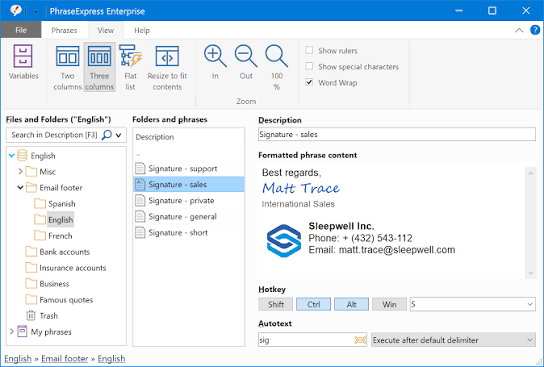 PhraseExpress Enterprise
File Phrases View Help
Variables
Two columns
Three columns
Flat list
Resize to fit contents
In
Out
100 %
Zoom
Show rulers
Show special characters
Word Wrap
Files and Folders ("English")
Search in Description (F3)
English
Misc
Email footer
Spanish
English
French
Bank accounts
Insurance accounts
Business
Famous quotes
Trash
My phrases
Folders and phrases
Description
..
Signature - support
Signature - sales
Signature - private
Signature - general
Signature - short
Description
Signature - sales
Formatted phrase content
Best regards,
Matt Trace
International Sales
Sleepwell Inc.
Phone: + (432) 543-112
Email: matt.trace@sleepwell.com
Hotkey
Shift Ctrl Alt Win S
Autotext
sig
Execute after default delimiter
English » Email footer » English